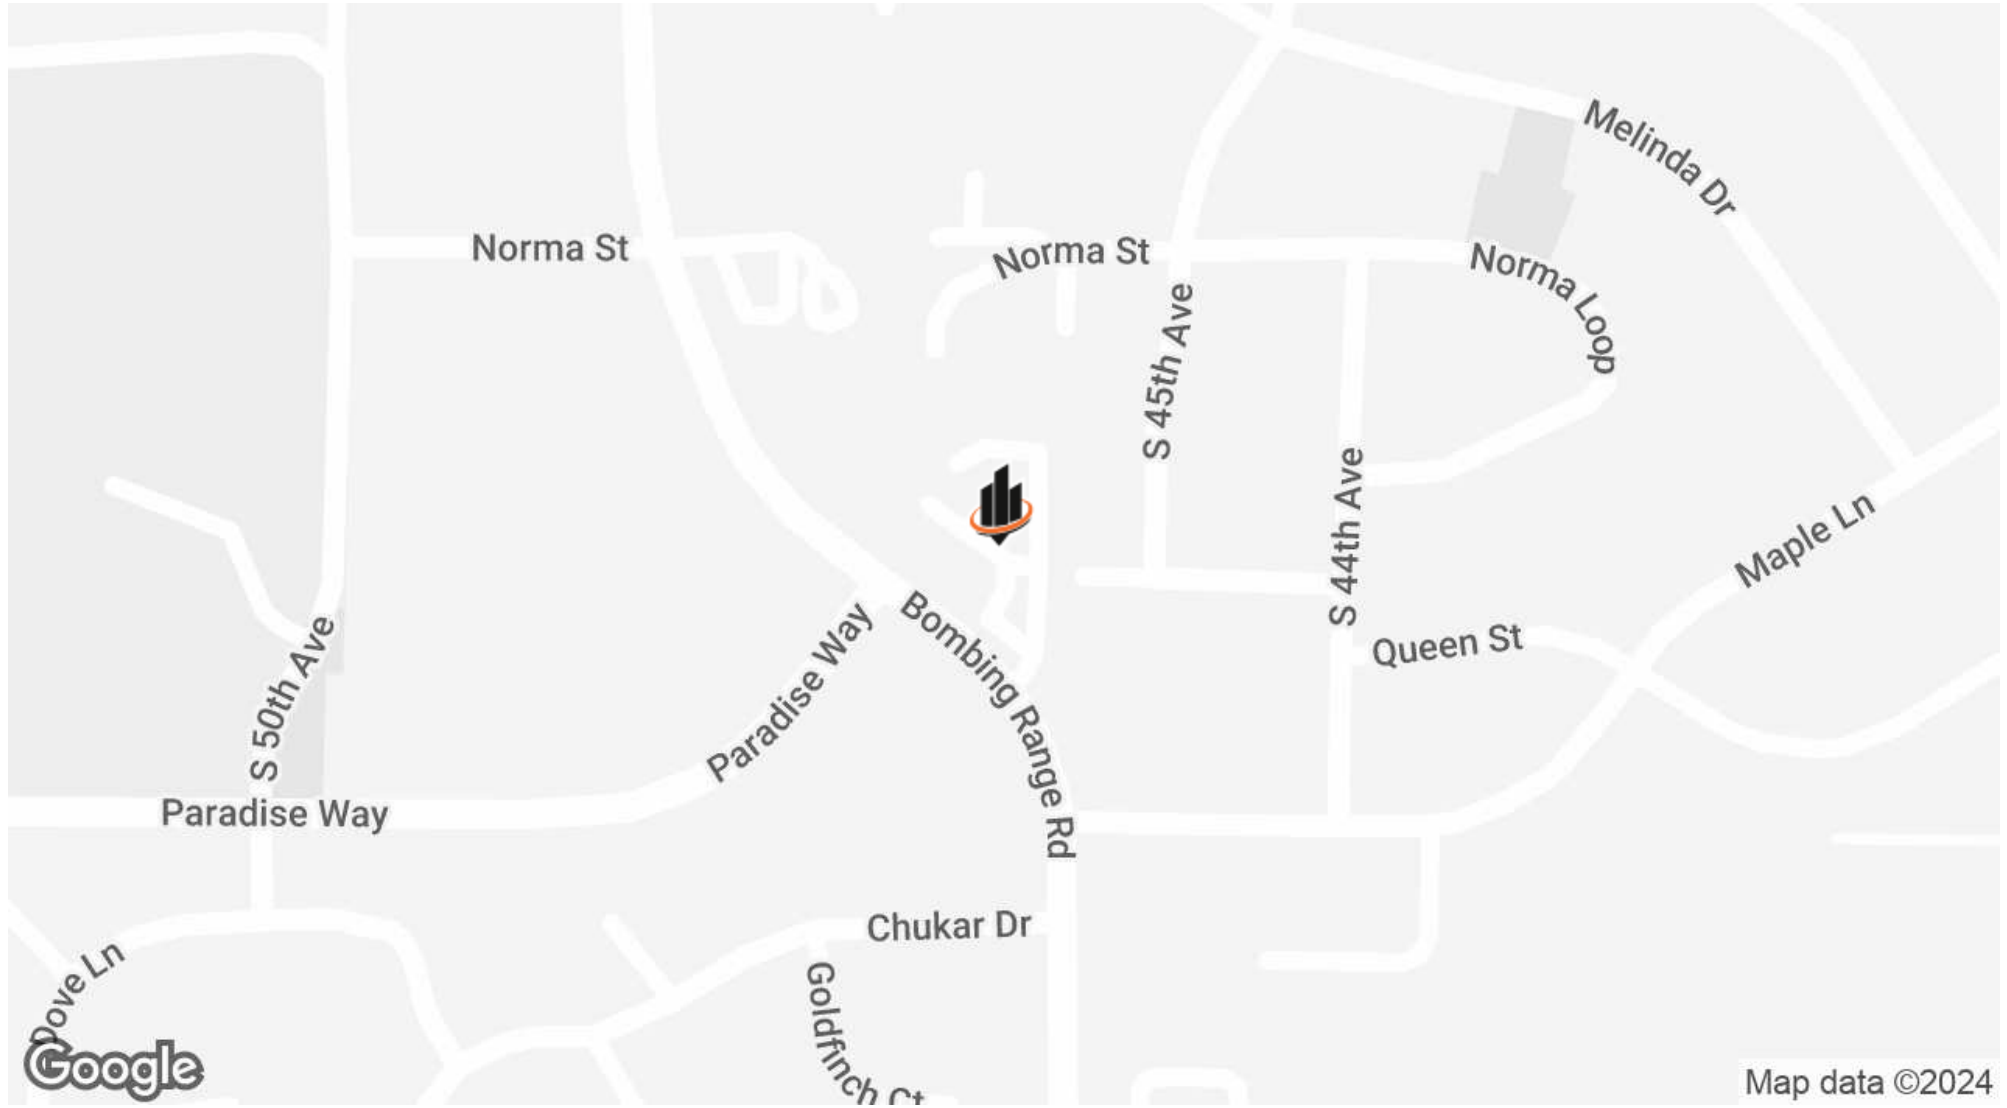 Melinda Dr
Norma St
Norma St
Norma Loop
S 45th Ave
S 44th Ave
Maple Ln
Queen St
S 50th Ave
Paradise Way
Bombing Range Rd
Paradise Way
Chukar Dr
Dove Ln
Goldfinch Ct
Google
Map data ©2024